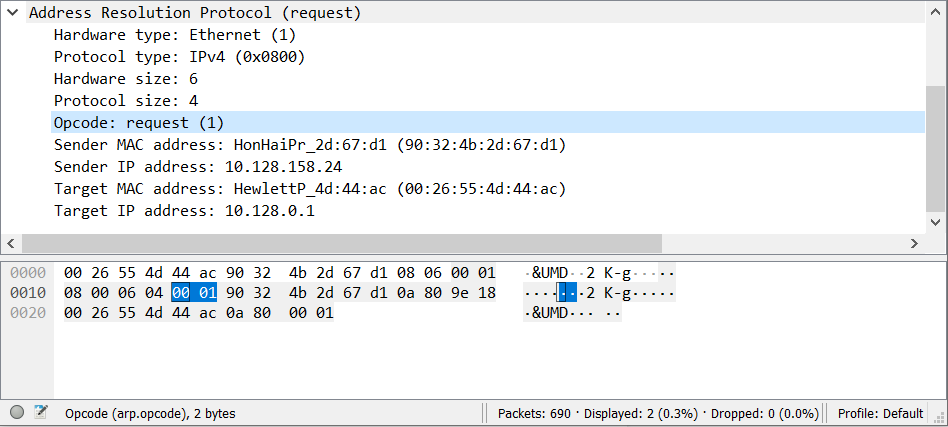 Address Resolution Protocol (request)
Hardware type: Ethernet (1)
Protocol type: IPv4 (0x0800)
Hardware size: 6
Protocol size: 4
Opcode: request (1)
Sender MAC address: HonHaiPr_2d:67:d1 (90:32:4b:2d:67:d1)
Sender IP address: 10.128.158.24
Target MAC address: HewlettP_4d:44:ac (00:26:55:4d:44:ac)
Target IP address: 10.128.0.1
0000 00 26 55 4d 44 ac 90 32 4b 2d 67 d1 08 06 00 01 ·&UMD··2 K-g·····
0010 08 00 06 04 00 01 90 32 4b 2d 67 d1 0a 80 9e 18 ·······2 K-g·····
0020 00 26 55 4d 44 ac 0a 80 00 01 ·&UMD··· ··
Opcode (arp.opcode), 2 bytes
Packets: 690 · Displayed: 2 (0.3%) · Dropped: 0 (0.0%)
Profile: Default